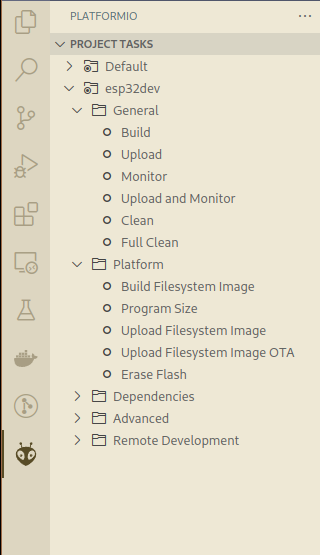 PLATFORMIO
PROJECT TASKS
Default
esp32dev
General
Build
Upload
Monitor
Upload and Monitor
Clean
Full Clean
Platform
Build Filesystem Image
Program Size
Upload Filesystem Image
Upload Filesystem Image OTA
Erase Flash
Dependencies
Advanced
Remote Development